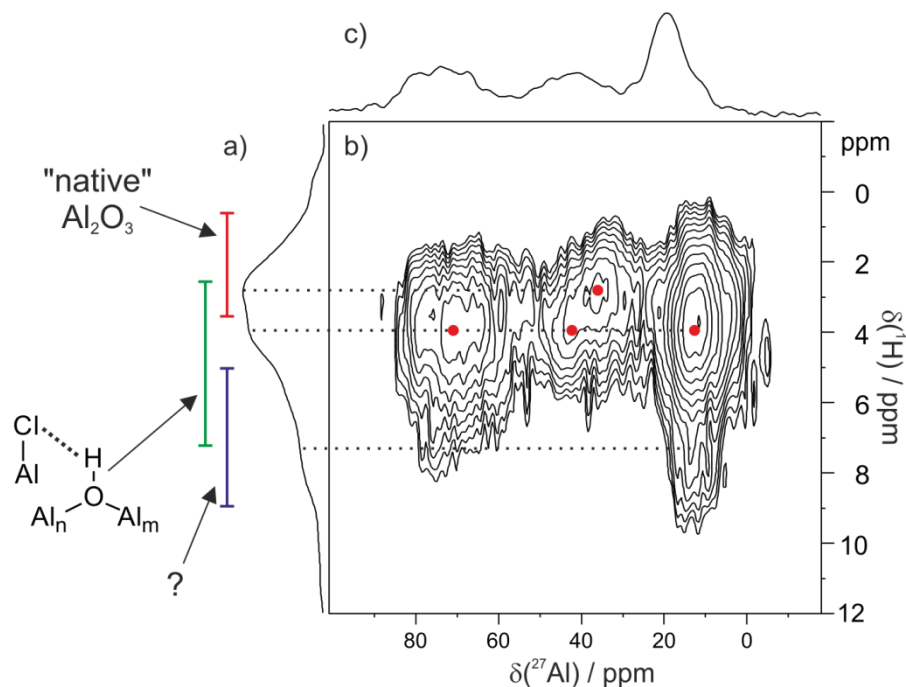 c)
a)
b)
ppm
"native"
Al₂O₃
0
2
4
6
8
10
12
δ(¹H) / ppm
Cl
Al
H
O
Alₙ Alₘ
?
80 60 40 20 0
δ(²⁷Al) / ppm